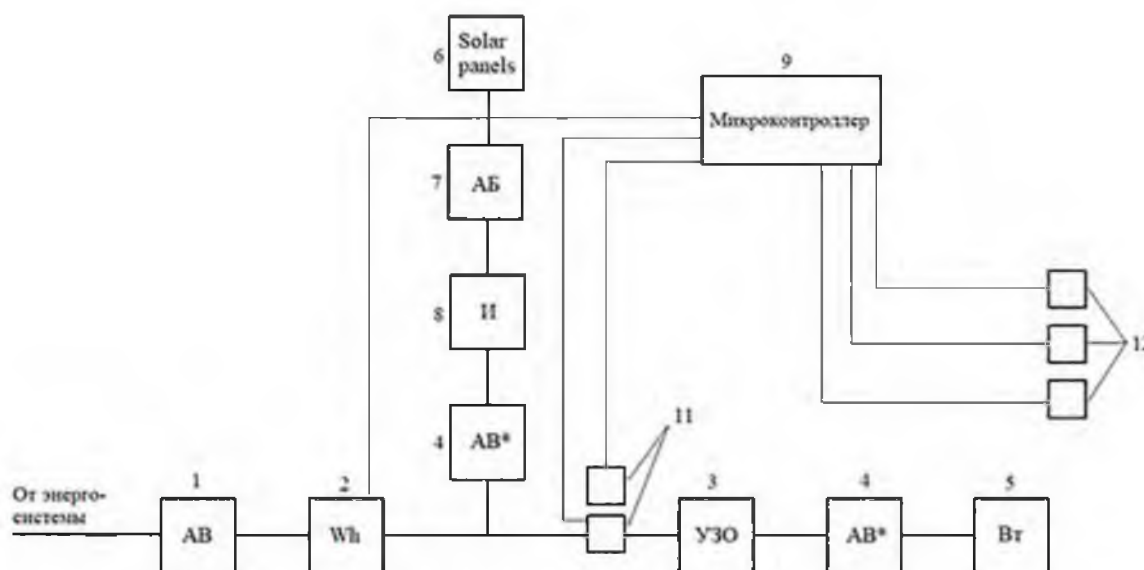 6
Solar
panels
9
Микроконтроллер
7
АБ
8
И
4
АВ*
11
От энерго-
системы
1
АВ
2
Wh
3
УЗО
4
АВ*
5
Вт